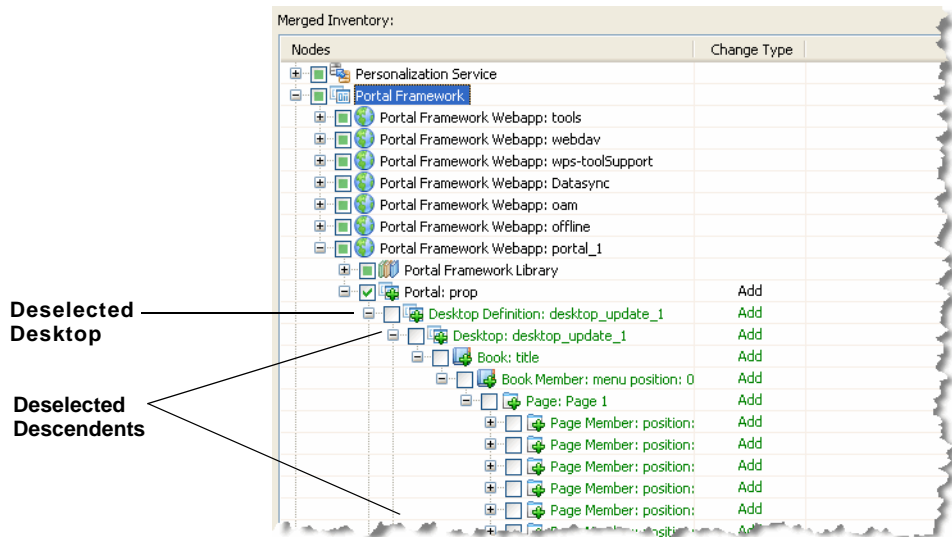 Merged Inventory:
Nodes Change Type
Personalization Service
Portal Framework
Portal Framework Webapp: tools
Portal Framework Webapp: webdav
Portal Framework Webapp: wps-toolSupport
Portal Framework Webapp: Datasync
Portal Framework Webapp: oam
Portal Framework Webapp: offline
Portal Framework Webapp: portal_1
Portal Framework Library
Portal: prop Add
Deselected
Desktop
Desktop Definition: desktop_update_1 Add
Desktop: desktop_update_1 Add
Book: title Add
Book Member: menu position: 0 Add
Deselected
Descendents
Page: Page 1 Add
Page Member: position: Add
Page Member: position: Add
Page Member: position: Add
Page Member: position: Add
Page Member: position: Add